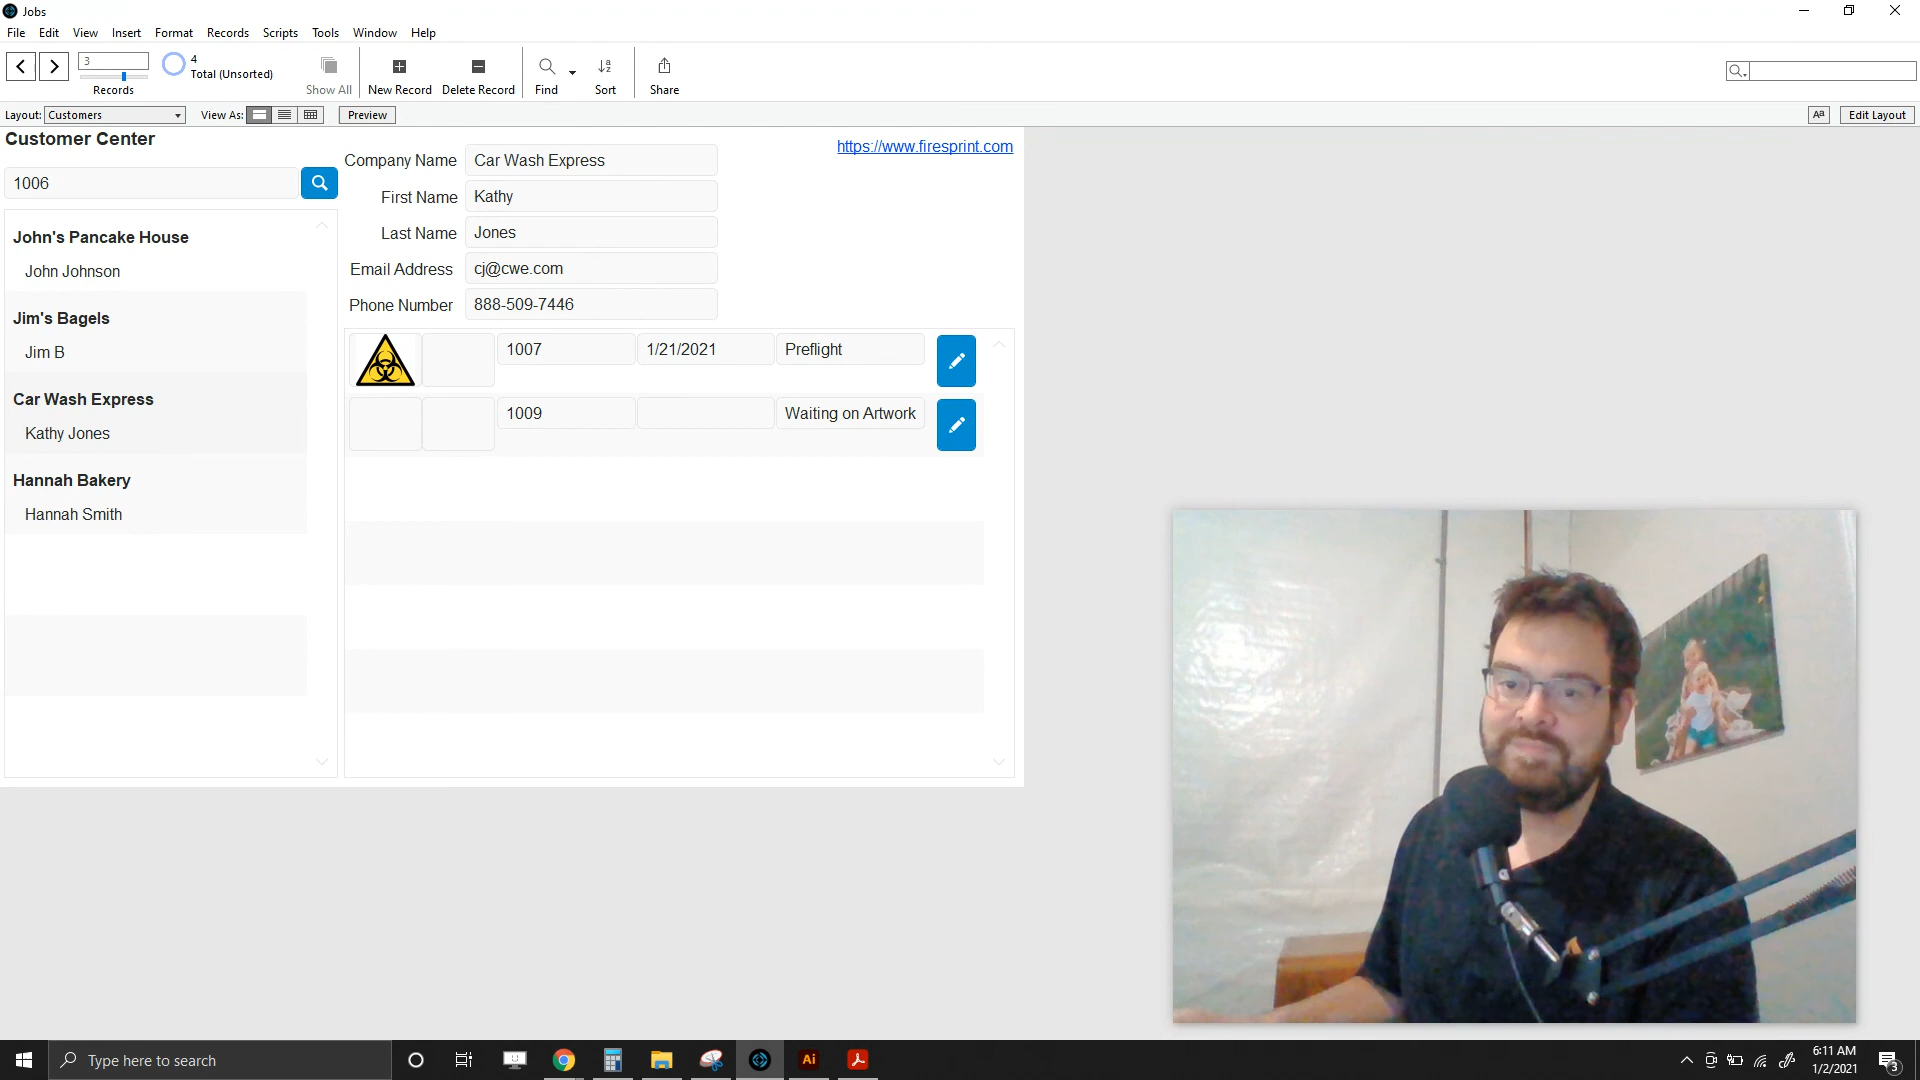 Jobs
File Edit View Insert Format Records Scripts Tools Window Help
3
4
Total (Unsorted)
Records
Show All
New Record
Delete Record
Find
Sort
Share
Layout: Customers
View As:
Preview
Aa
Edit Layout
Customer Center
1006
John's Pancake House
John Johnson
Jim's Bagels
Jim B
Car Wash Express
Kathy Jones
Hannah Bakery
Hannah Smith
https://www.firesprint.com
Company Name Car Wash Express
First Name Kathy
Last Name Jones
Email Address cj@cwe.com
Phone Number 888-509-7446
1007 1/21/2021 Preflight
1009 Waiting on Artwork
Type here to search
Ai
6:11 AM
1/2/2021
3